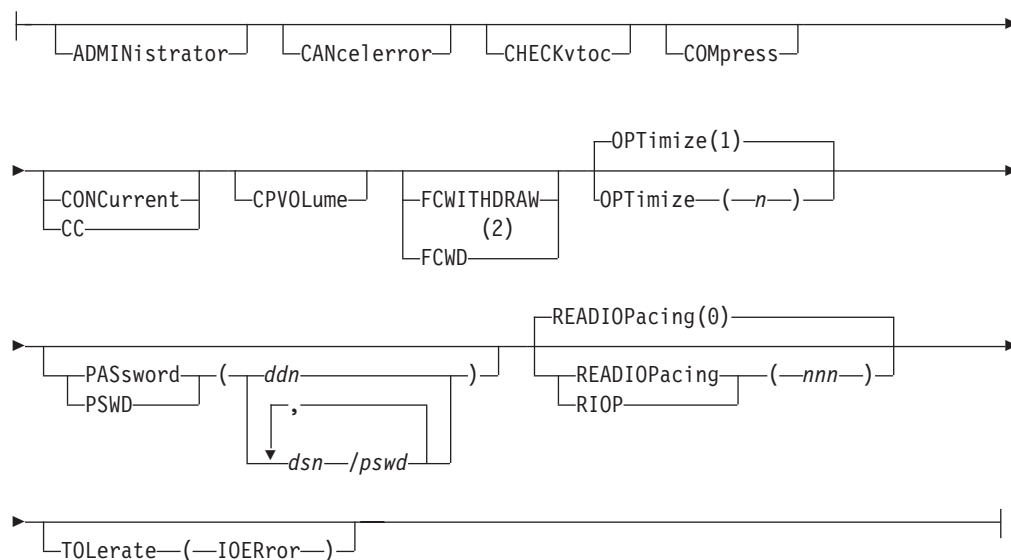 ADMINistrator CANcelerror CHECKvtoc COMpress
OPTimize(1)
CONCurrent CPVOLume FCWITHDRAW OPTimize ( n )
CC (2)
FCWD
READIOPacing(0)
PASsword ( ddn ) READIOPacing ( nnn )
PSWD , RIOP
dsn /pswd
TOLerate ( IOERror )